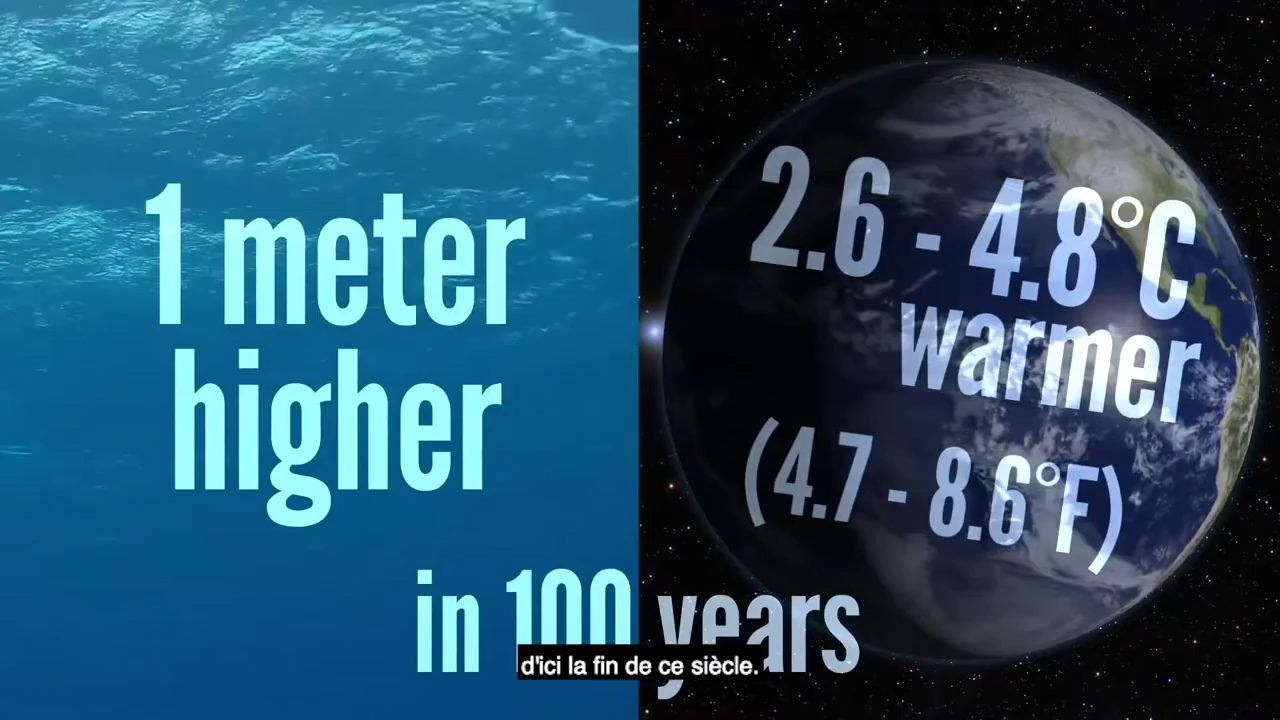 1 meter
higher
2.6 - 4.8°C
warmer
(4.7 - 8.6°F)
in 100 years
d'ici la fin de ce siècle.